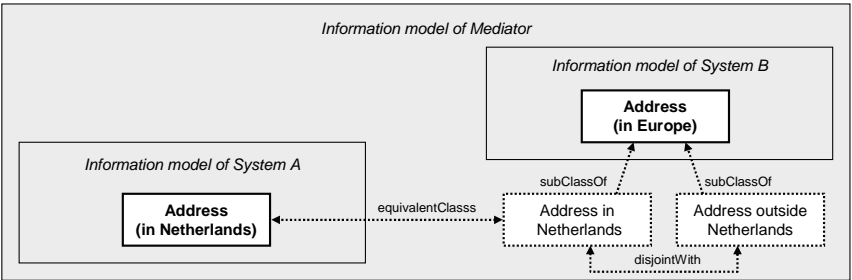 Information model of Mediator
Information model of System B
Address
(in Europe)
Information model of System A
subClassOf
subClassOf
Address
(in Netherlands)
equivalentClasss
Address in
Netherlands
Address outside
Netherlands
disjointWith